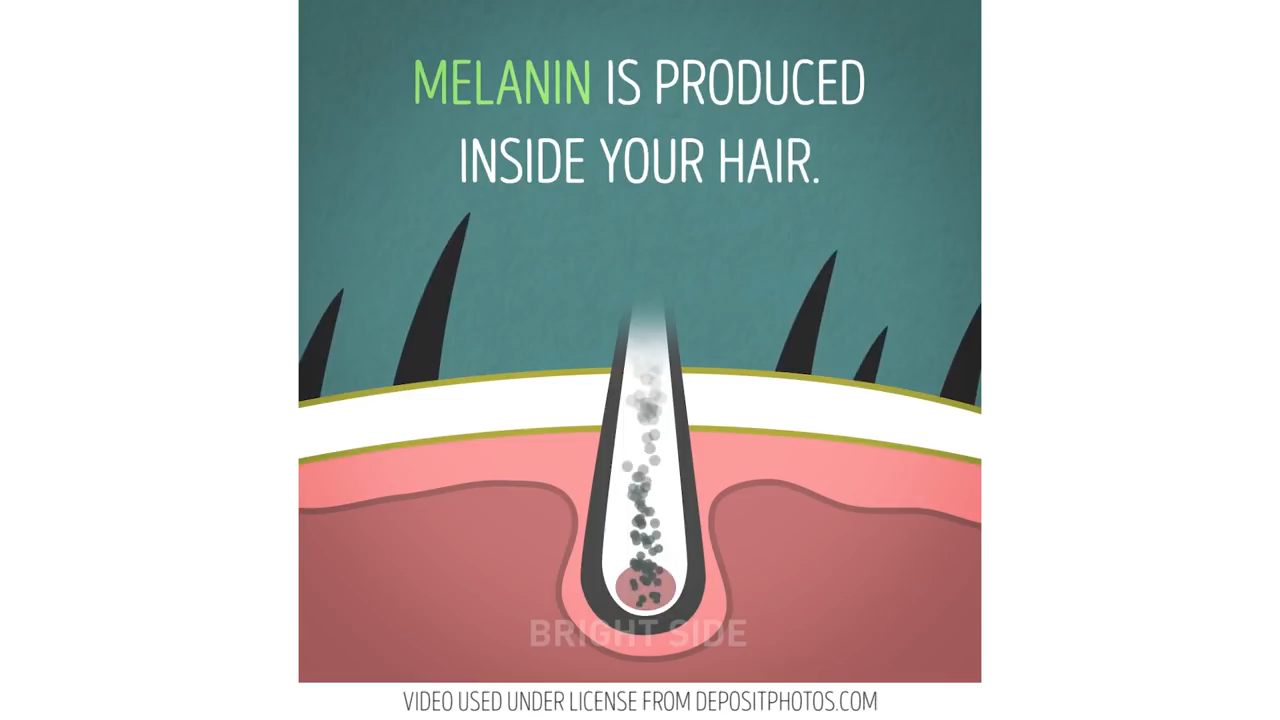 MELANIN IS PRODUCED
INSIDE YOUR HAIR.
BRIGHT SIDE
VIDEO USED UNDER LICENSE FROM DEPOSITPHOTOS.COM